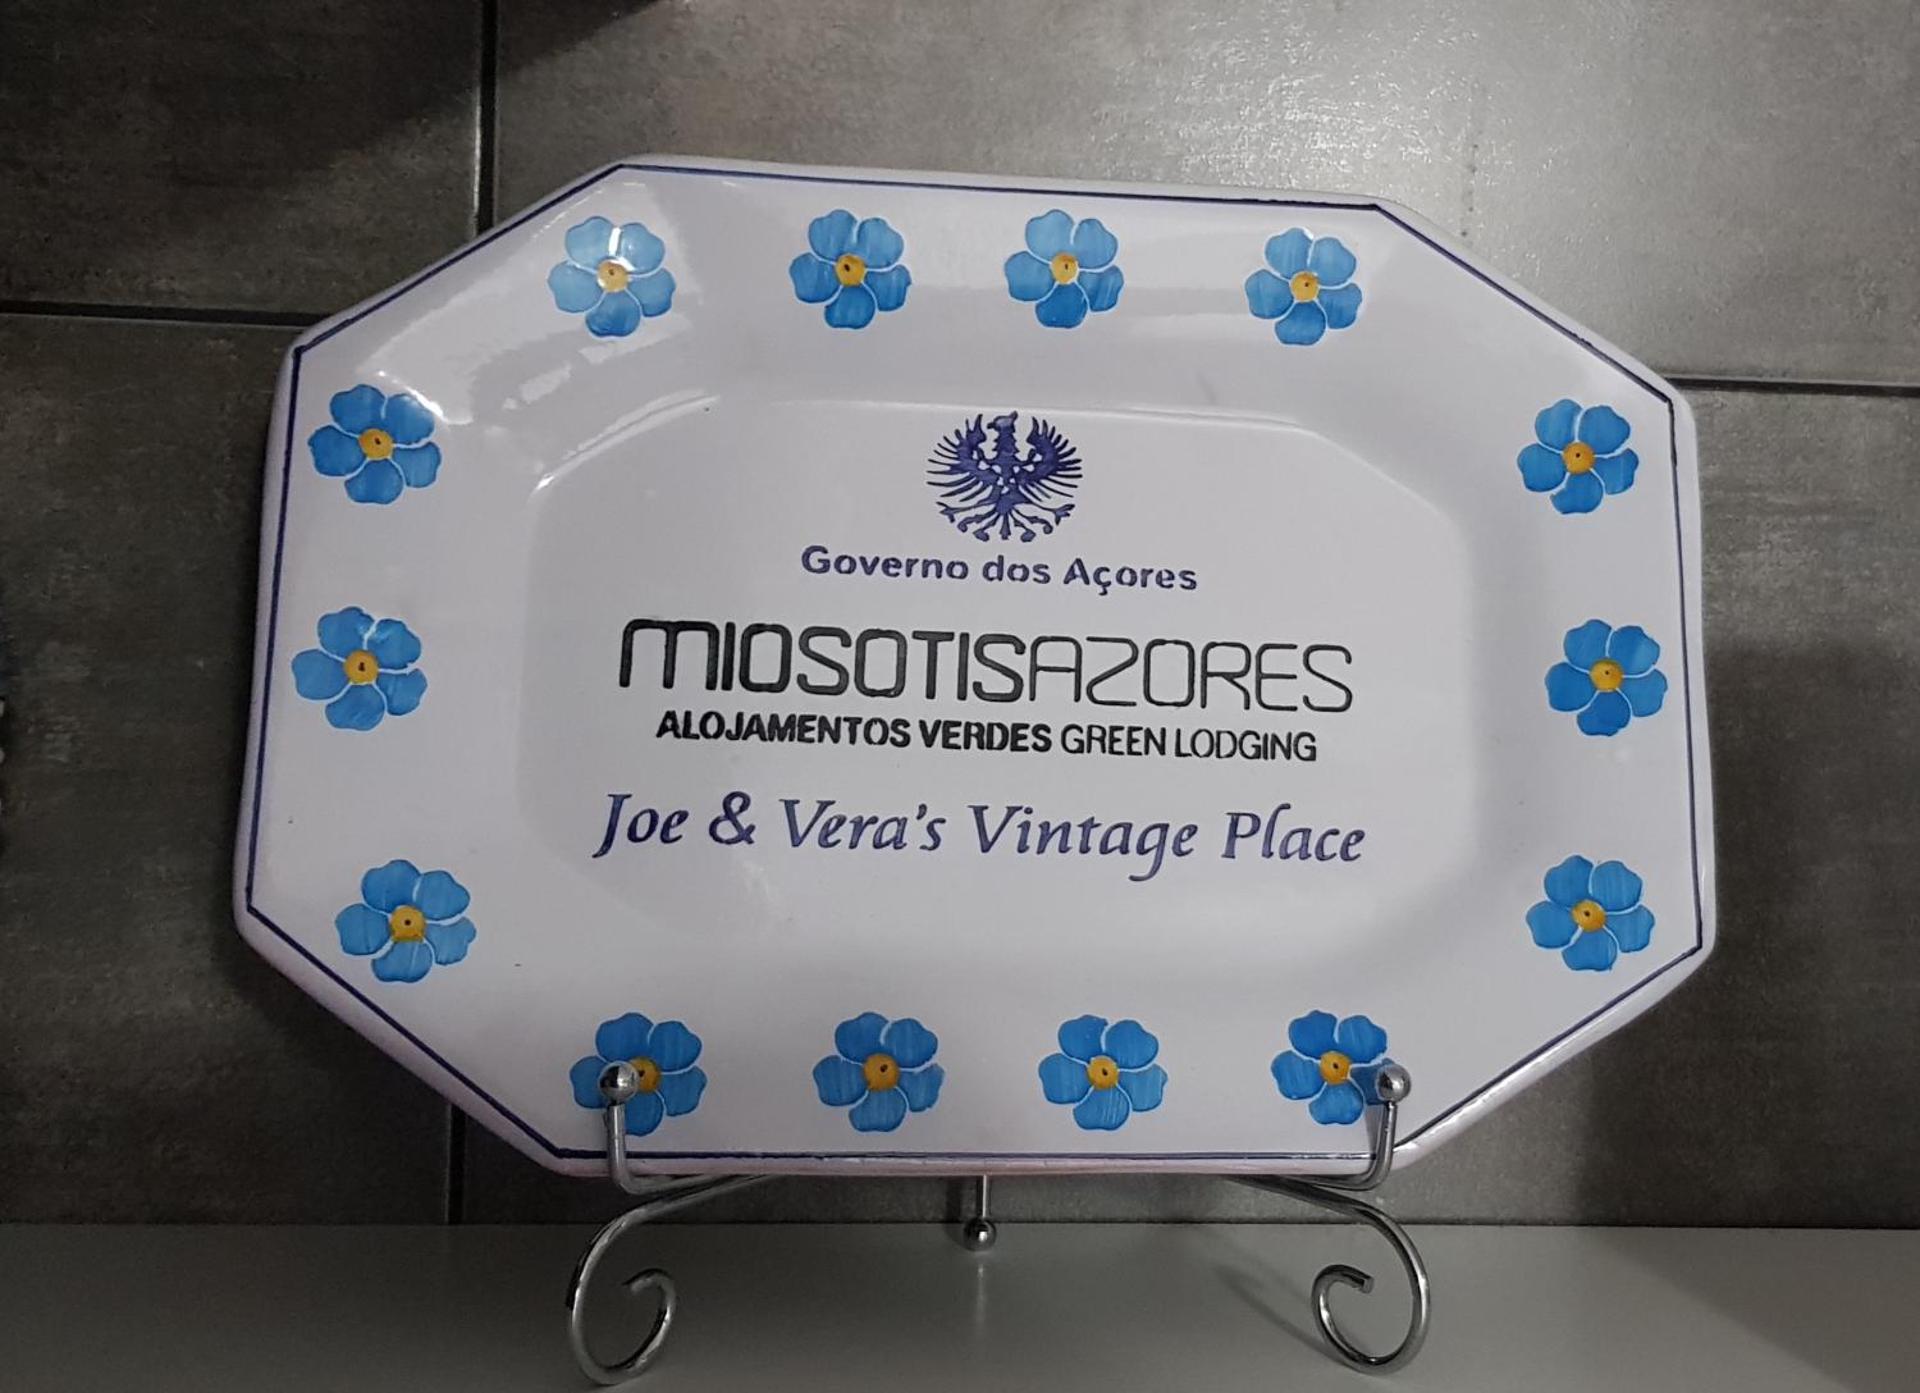 Governo dos Açores
MIOSOTISAZORES
ALOJAMENTOS VERDES GREEN LODGING
Joe & Vera's Vintage Place